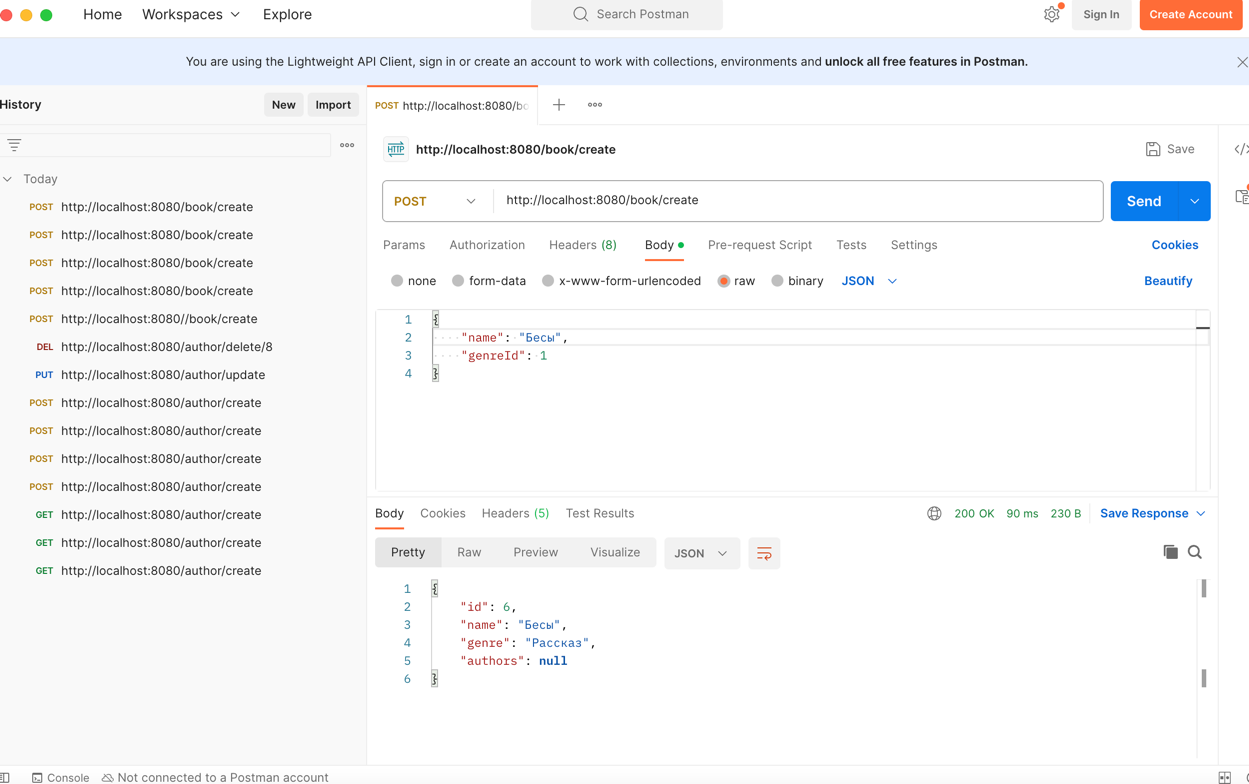 Home Workspaces Explore Search Postman Sign In Create Account
You are using the Lightweight API Client, sign in or create an account to work with collections, environments and unlock all free features in Postman.
History New Import
Today
POST http://localhost:8080/book/create
POST http://localhost:8080/book/create
POST http://localhost:8080/book/create
POST http://localhost:8080/book/create
POST http://localhost:8080//book/create
DEL http://localhost:8080/author/delete/8
PUT http://localhost:8080/author/update
POST http://localhost:8080/author/create
POST http://localhost:8080/author/create
POST http://localhost:8080/author/create
POST http://localhost:8080/author/create
GET http://localhost:8080/author/create
GET http://localhost:8080/author/create
GET http://localhost:8080/author/create
POST http://localhost:8080/bo
HTTP http://localhost:8080/book/create Save
POST http://localhost:8080/book/create Send
Params Authorization Headers (8) Body Pre-request Script Tests Settings Cookies
none form-data x-www-form-urlencoded raw binary JSON Beautify
1 {
2 "name": "Бесы",
3 "genreId": 1
4 }
Body Cookies Headers (5) Test Results 200 OK 90 ms 230 B Save Response
Pretty Raw Preview Visualize JSON
1 {
2 "id": 6,
3 "name": "Бесы",
4 "genre": "Рассказ",
5 "authors": null
6 }
Console Not connected to a Postman account